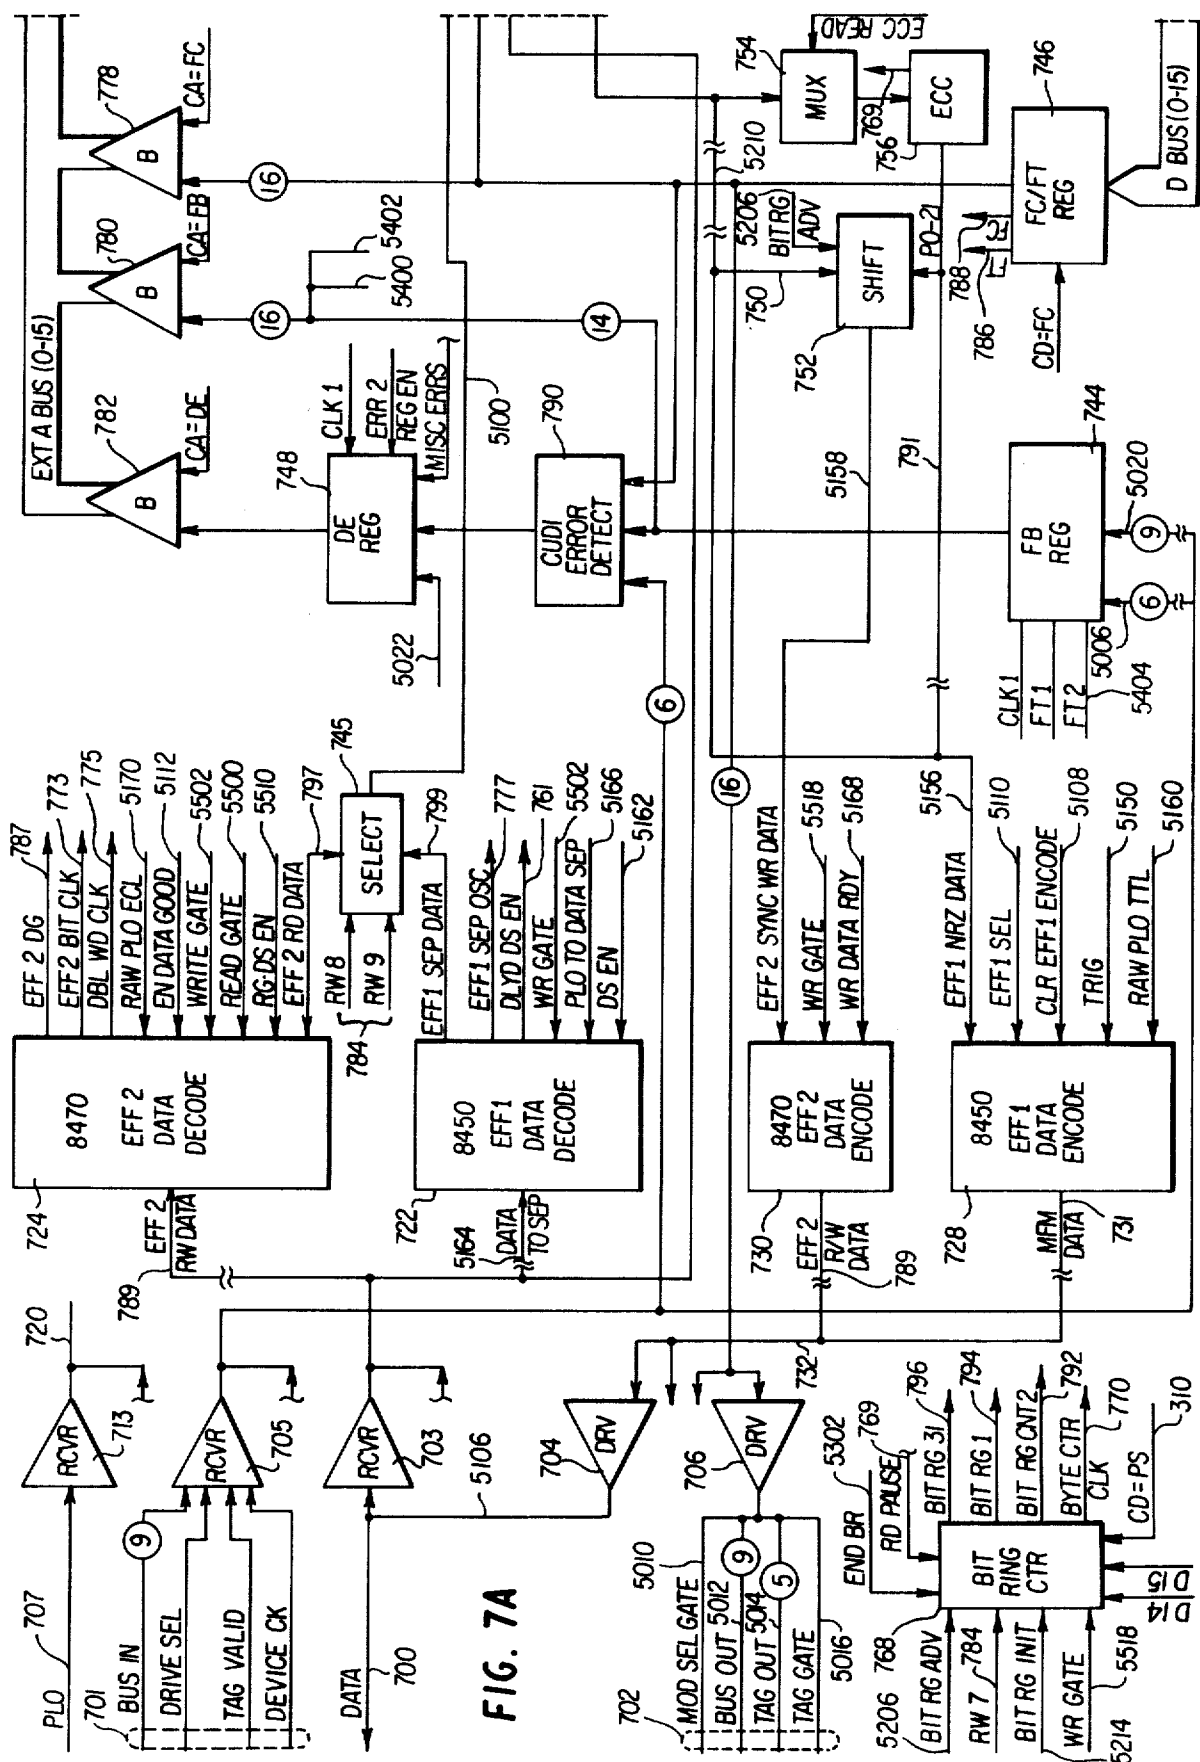 FIG. 7A
EXT A BUS (0-15)
782
B
CA=DE
780
B
CA=FB
778
B
CA=FC
16
16
5400
5402
14
748
DE
REG
CLK 1
ERR 2
REG EN
MISC ERRS
5022
5100
CUDI
ERROR
DETECT
790
6
754
MUX
ECC READ
769
ECC
756
5210
5206
BIT RG
ADV
750
SHIFT
752
PO-21
5158
791
746
FC/FT
REG
FC
788
FT
786
CD=FC
D BUS (0-15)
744
FB
REG
CLK1
FT1
FT2
5404
5006
6
9
5020
724
8470
EFF 2
DATA
DECODE
EFF 2 DG
787
EFF2 BIT CLK
773
DBL WD CLK
775
RAW PLO ECL
5170
EN DATA GOOD
5112
WRITE GATE
5502
READ GATE
5500
RG-DS EN
5510
EFF 2 RD DATA
797
745
SELECT
RW 8
RW 9
784
799
722
8450
EFF1
DATA
DECODE
EFF1 SEP DATA
EFF1 SEP OSC
777
DLYD DS EN
761
WR GATE
5502
PLO TO DATA SEP
5166
DS EN
5162
789
EFF 2
RW DATA
5164
DATA
TO SEP
16
730
8470
EFF 2
DATA
ENCODE
EFF 2 SYNC WR DATA
WR GATE
5518
WR DATA RDY
5168
EFF 2
R/W
DATA
789
728
8450
EFF1
DATA
ENCODE
EFF1 NRZ DATA
5156
EFF1 SEL
5110
CLR EFF1 ENCODE
5108
TRIG
5150
RAW PLO TTL
5160
MFM
DATA
731
PLO
707
RCVR
713
720
701
BUS IN
9
DRIVE SEL
TAG VALID
DEVICE CK
RCVR
705
DATA
700
RCVR
703
5106
704
DRV
706
DRV
732
702
MOD SEL GATE
5010
BUS OUT 5012
9
TAG OUT 5014
5
TAG GATE
5016
768
BIT
RING
CTR
END BR
5302
RD PAUSE
769
BIT RG 31
796
BIT RG 1
794
BIT RG CNT2
792
BYTE CTR
CLK
770
CD=PS
310
D15
D14
5206
BIT RG ADV
RW 7
784
BIT RG INIT
5214
WR GATE
5518